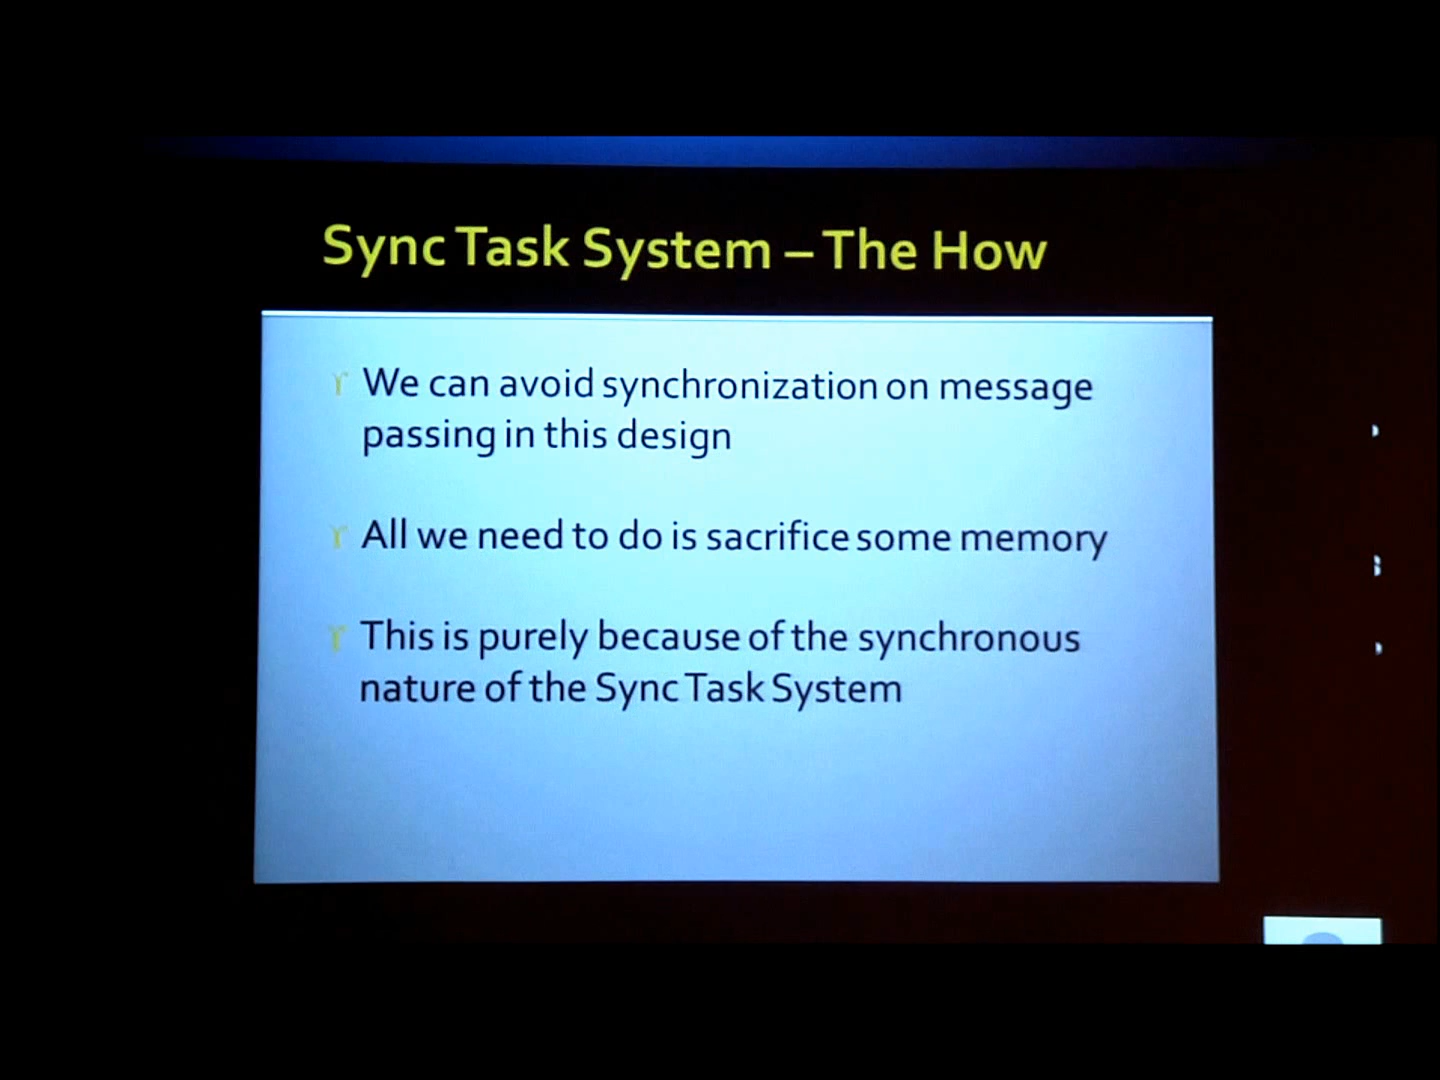 Sync Task System – The How
We can avoid synchronization on message
passing in this design
All we need to do is sacrifice some memory
This is purely because of the synchronous
nature of the Sync Task System